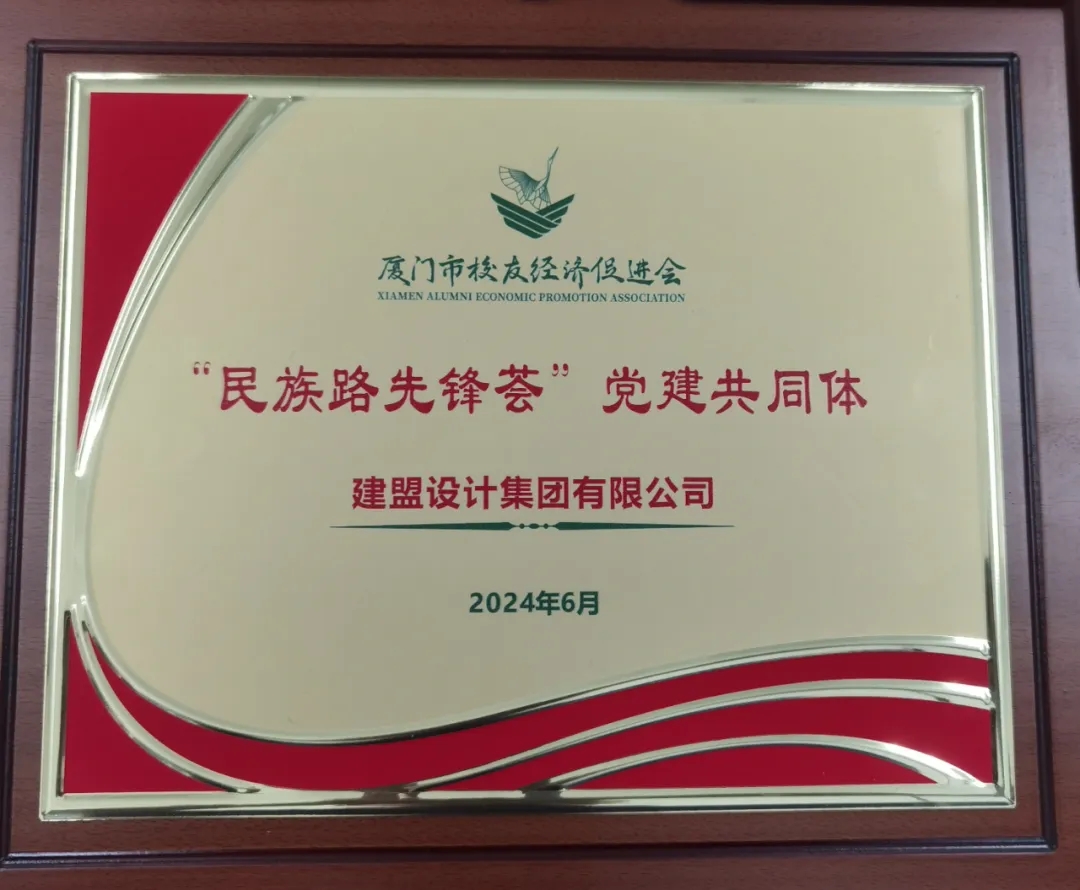 厦门市校友经济促进会
XIAMEN ALUMNI ECONOMIC PROMOTION ASSOCIATION
“民族路先锋荟”党建共同体
建盟设计集团有限公司
2024年6月